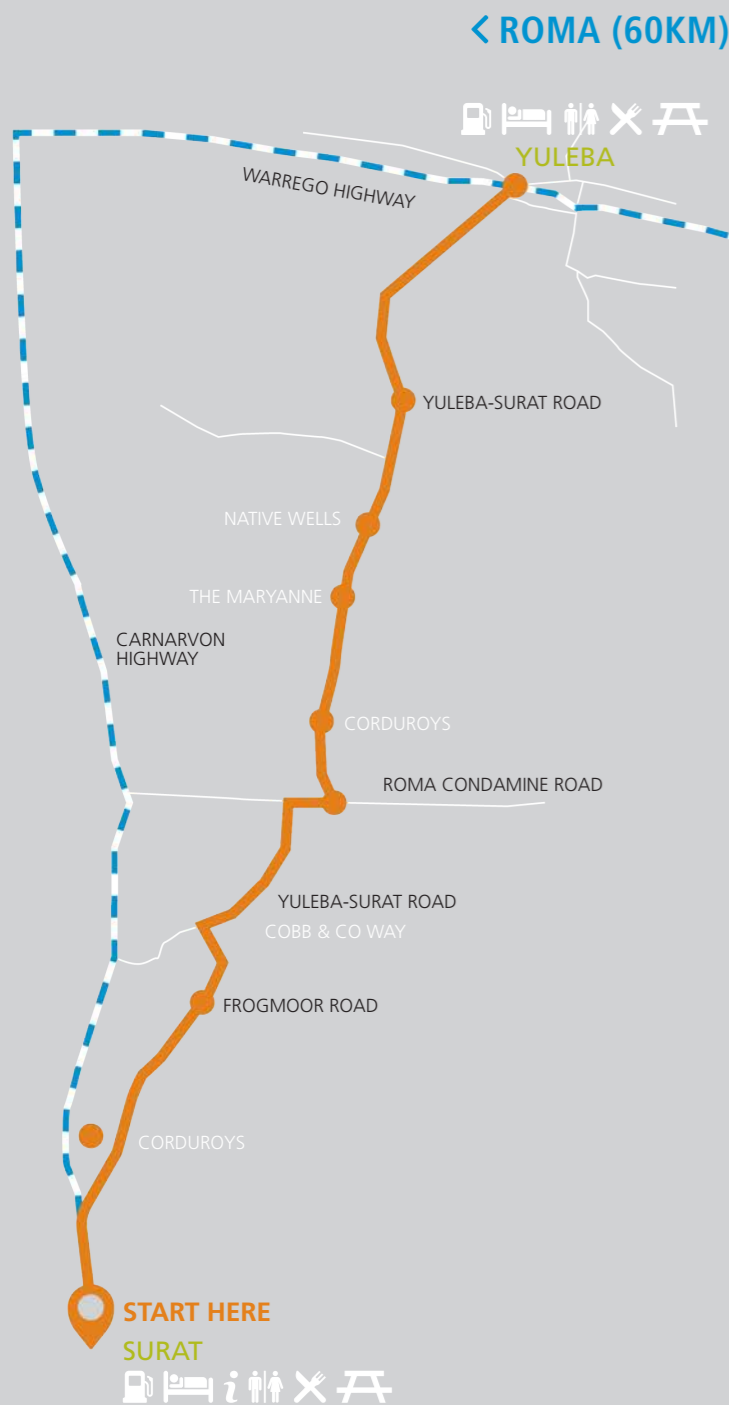 < ROMA (60KM)
YULEBA
WARREGO HIGHWAY
YULEBA-SURAT ROAD
NATIVE WELLS
THE MARYANNE
CARNARVON
HIGHWAY
CORDUROYS
ROMA CONDAMINE ROAD
YULEBA-SURAT ROAD
COBB & CO WAY
FROGMOOR ROAD
CORDUROYS
START HERE
SURAT
i